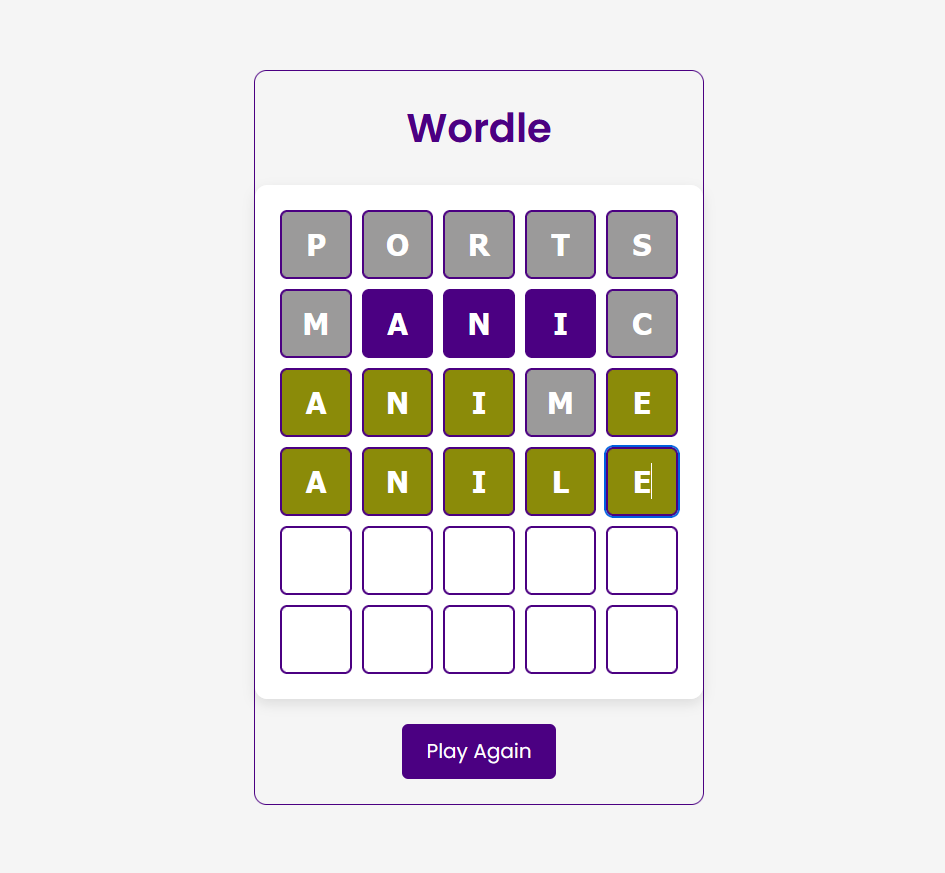 Wordle
P O R T S
M A N I C
A N I M E
A N I L E
Play Again